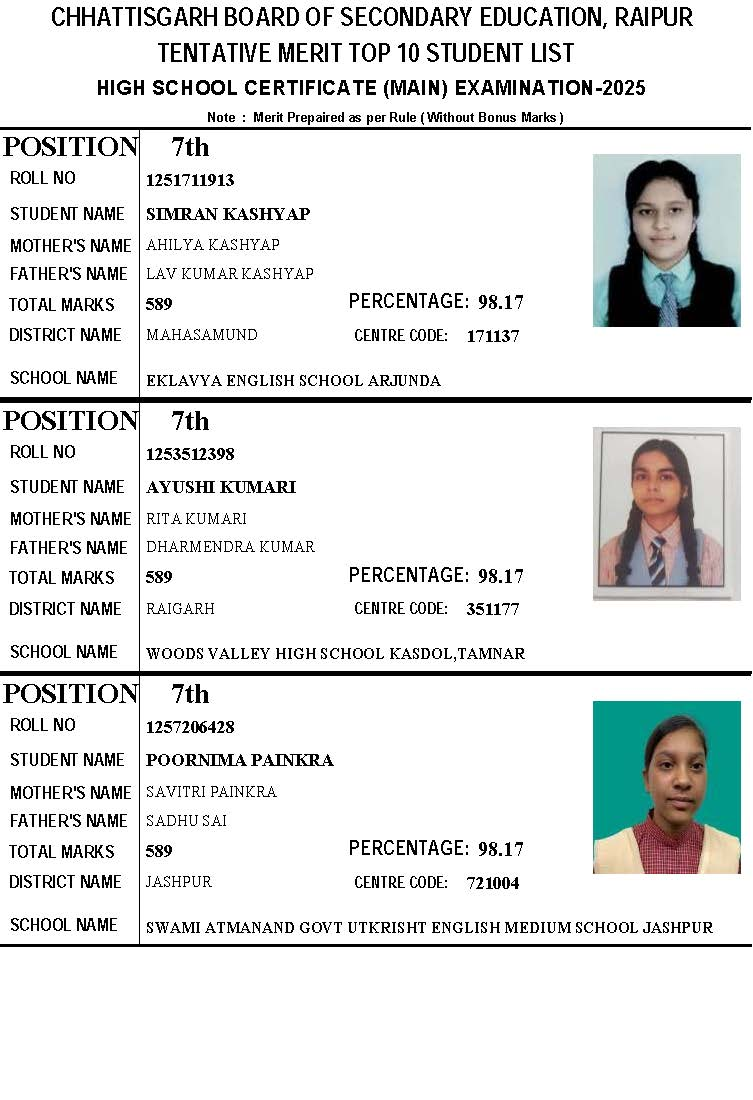 CHHATTISGARH BOARD OF SECONDARY EDUCATION, RAIPUR
TENTATIVE MERIT TOP 10 STUDENT LIST
HIGH SCHOOL CERTIFICATE (MAIN) EXAMINATION-2025
Note : Merit Prepaired as per Rule ( Without Bonus Marks )
POSITION 7th
ROLL NO 1251711913
STUDENT NAME SIMRAN KASHYAP
MOTHER'S NAME AHILYA KASHYAP
FATHER'S NAME LAV KUMAR KASHYAP
TOTAL MARKS 589 PERCENTAGE: 98.17
DISTRICT NAME MAHASAMUND CENTRE CODE: 171137
SCHOOL NAME EKLAVYA ENGLISH SCHOOL ARJUNDA
POSITION 7th
ROLL NO 1253512398
STUDENT NAME AYUSHI KUMARI
MOTHER'S NAME RITA KUMARI
FATHER'S NAME DHARMENDRA KUMAR
TOTAL MARKS 589 PERCENTAGE: 98.17
DISTRICT NAME RAIGARH CENTRE CODE: 351177
SCHOOL NAME WOODS VALLEY HIGH SCHOOL KASDOL,TAMNAR
POSITION 7th
ROLL NO 1257206428
STUDENT NAME POORNIMA PAINKRA
MOTHER'S NAME SAVITRI PAINKRA
FATHER'S NAME SADHU SAI
TOTAL MARKS 589 PERCENTAGE: 98.17
DISTRICT NAME JASHPUR CENTRE CODE: 721004
SCHOOL NAME SWAMI ATMANAND GOVT UTKRISHT ENGLISH MEDIUM SCHOOL JASHPUR